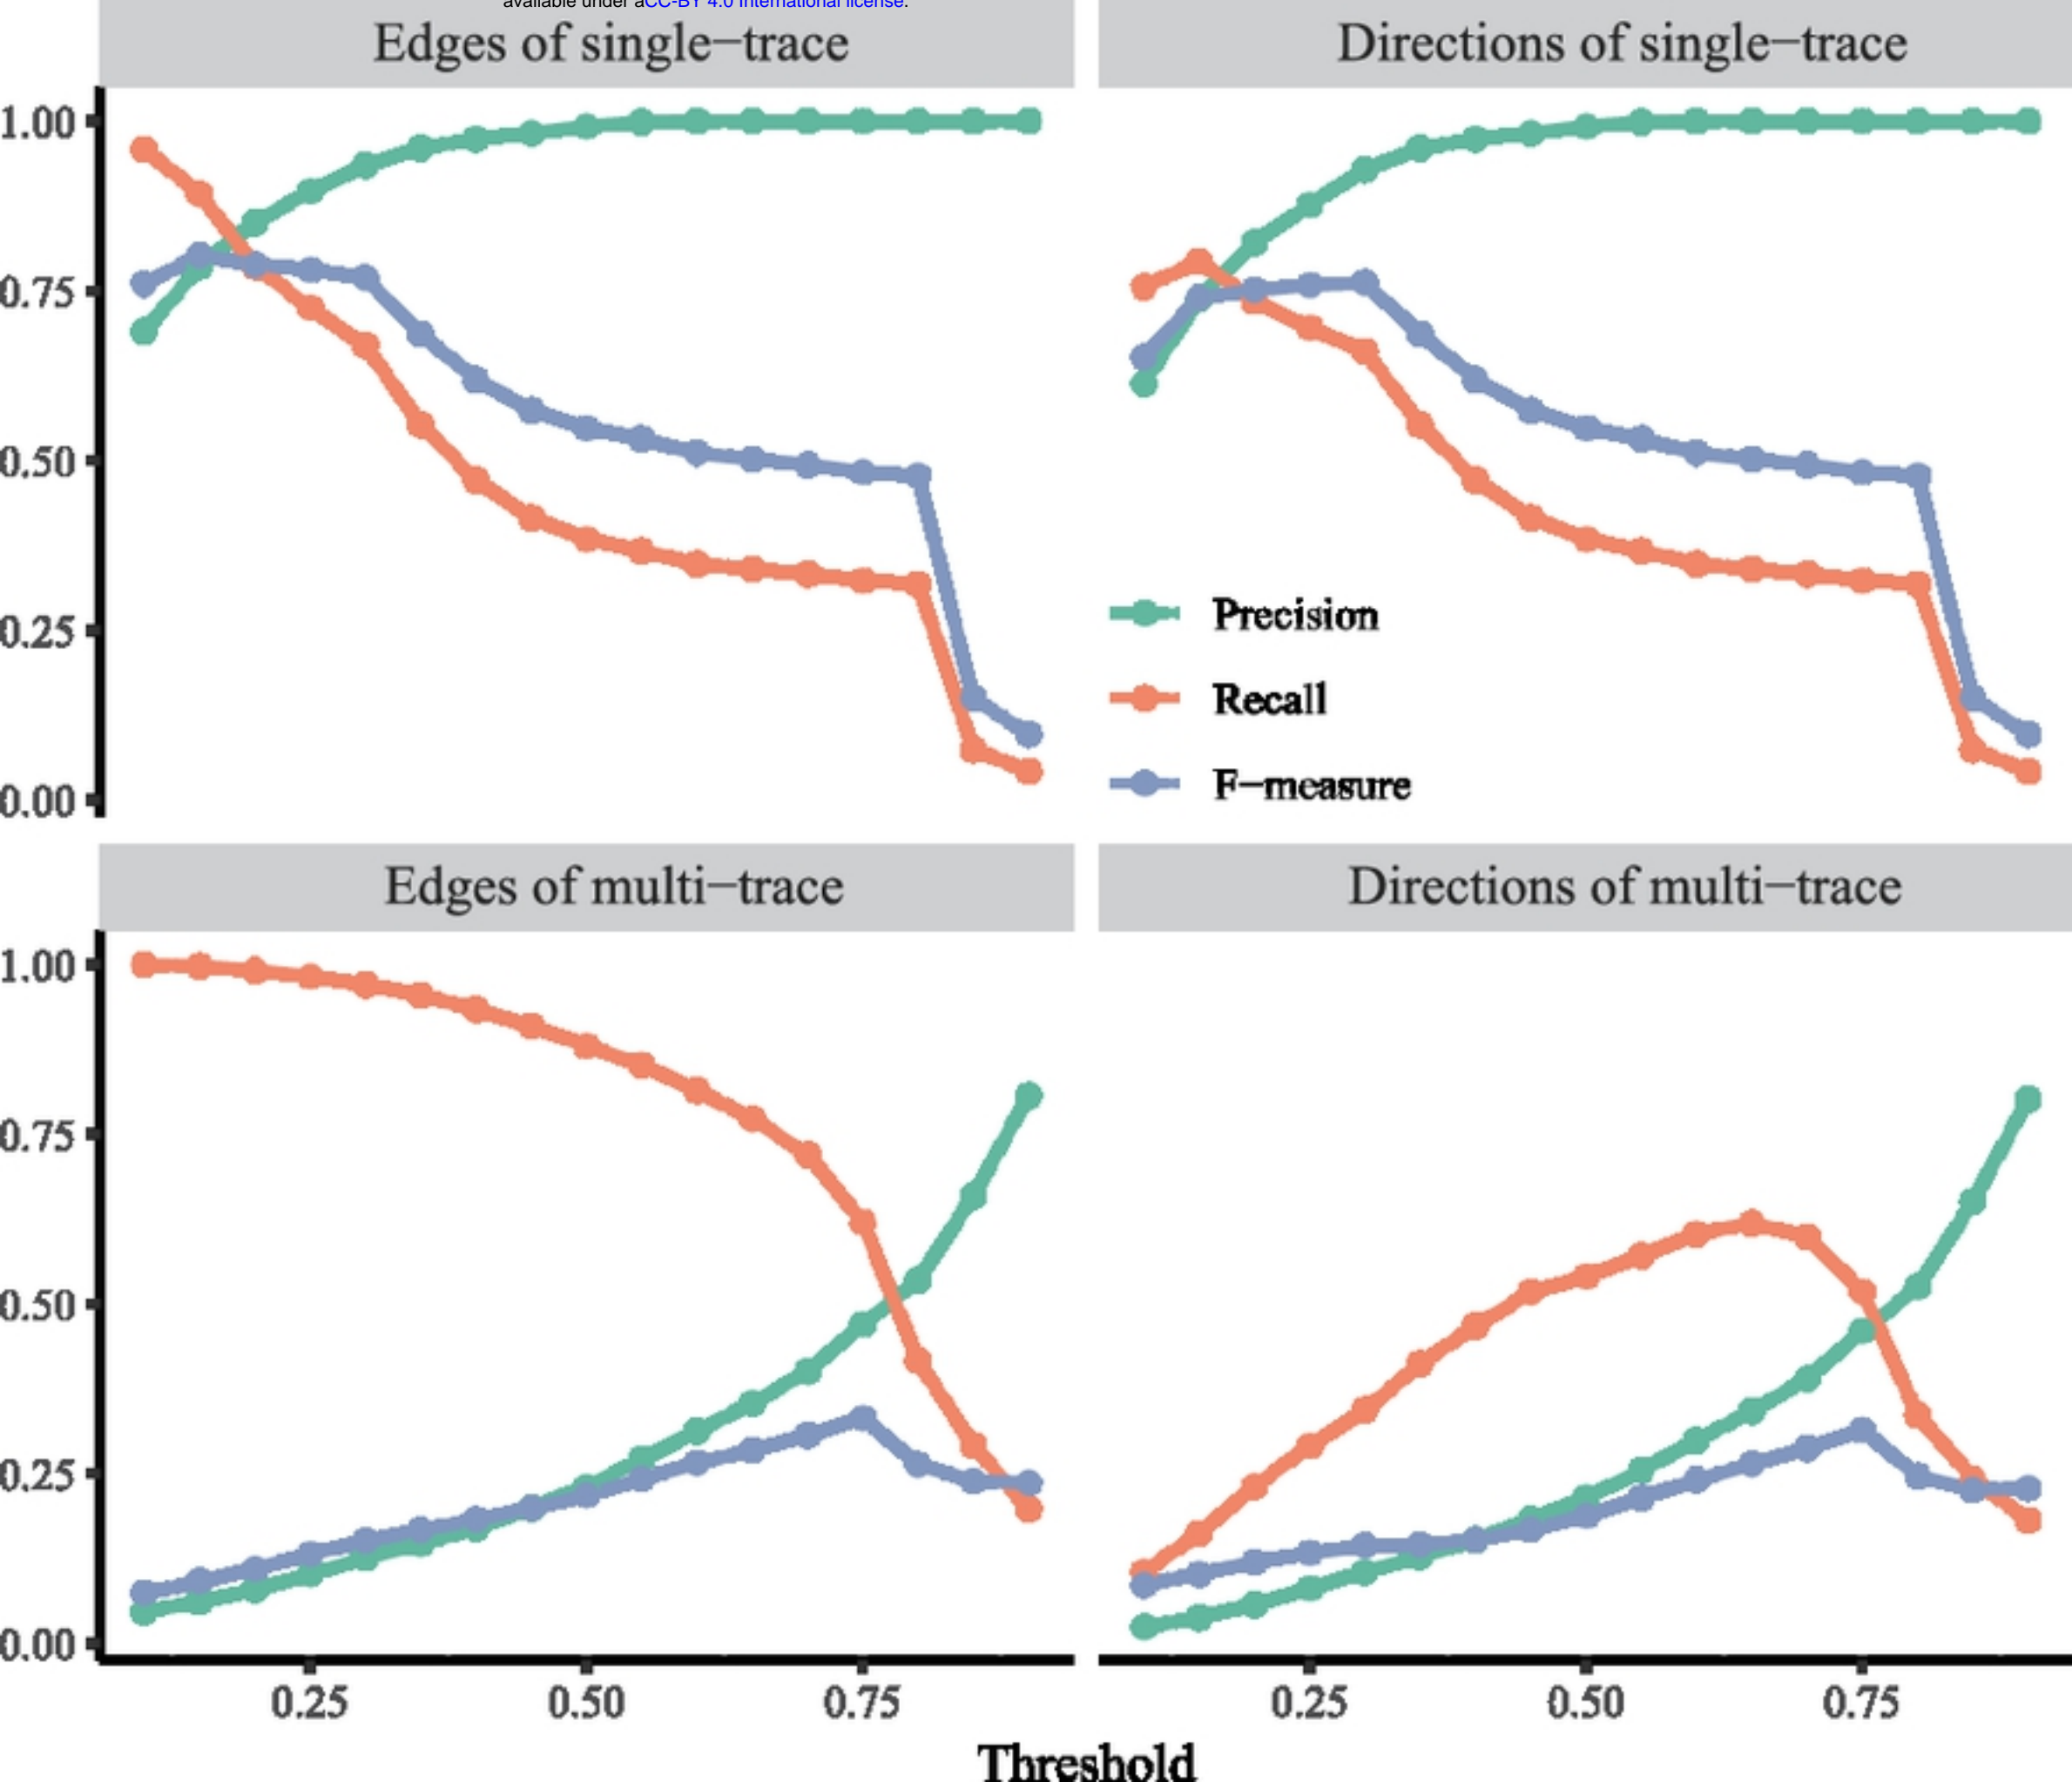 available under aCC-BY 4.0 International license.
Edges of single−trace
Directions of single−trace
1.00
0.75
0.50
0.25
0.00
Precision
Recall
F−measure
Edges of multi−trace
Directions of multi−trace
1.00
0.75
0.50
0.25
0.00
0.25 0.50 0.75
0.25 0.50 0.75
Threshold